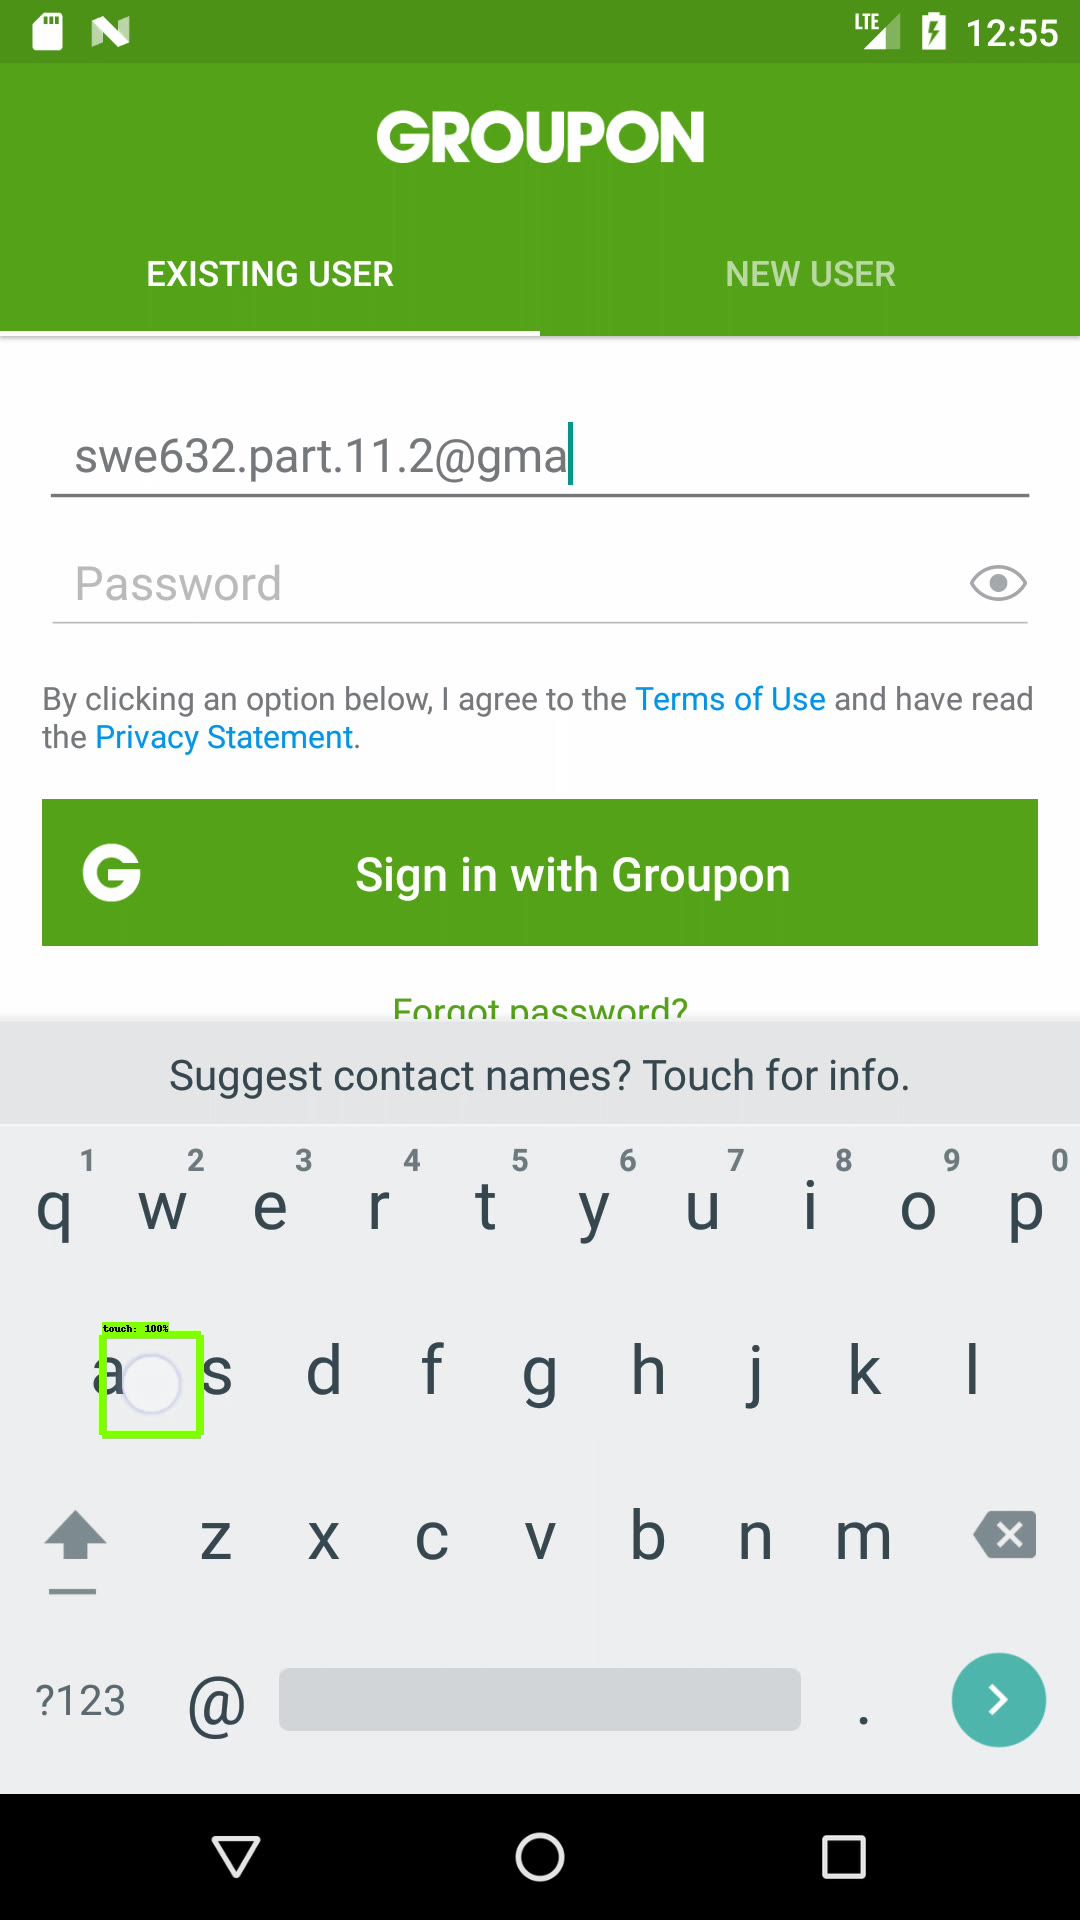 LTE 12:55
GROUPON
EXISTING USER NEW USER
swe632.part.11.2@gma
Password
By clicking an option below, I agree to the Terms of Use and have read
the Privacy Statement.
G Sign in with Groupon
Forgot password?
Suggest contact names? Touch for info.
1 2 3 4 5 6 7 8 9 0
q w e r t y u i o p
touch: 100%
a s d f g h j k l
z x c v b n m
?123 @ .